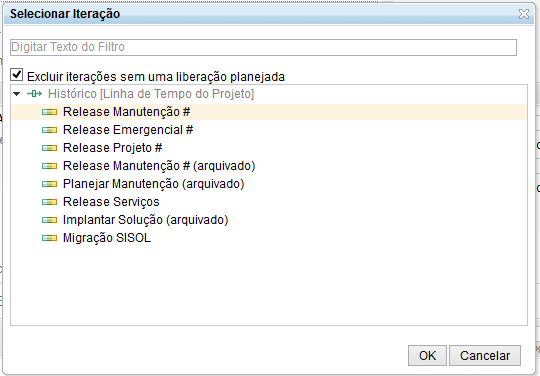 Selecionar Iteração
Digitar Texto do Filtro
Excluir iterações sem uma liberação planejada
Histórico [Linha de Tempo do Projeto]
Release Manutenção #
Release Emergencial #
Release Projeto #
Release Manutenção # (arquivado)
Planejar Manutenção (arquivado)
Release Serviços
Implantar Solução (arquivado)
Migração SISOL
OK Cancelar